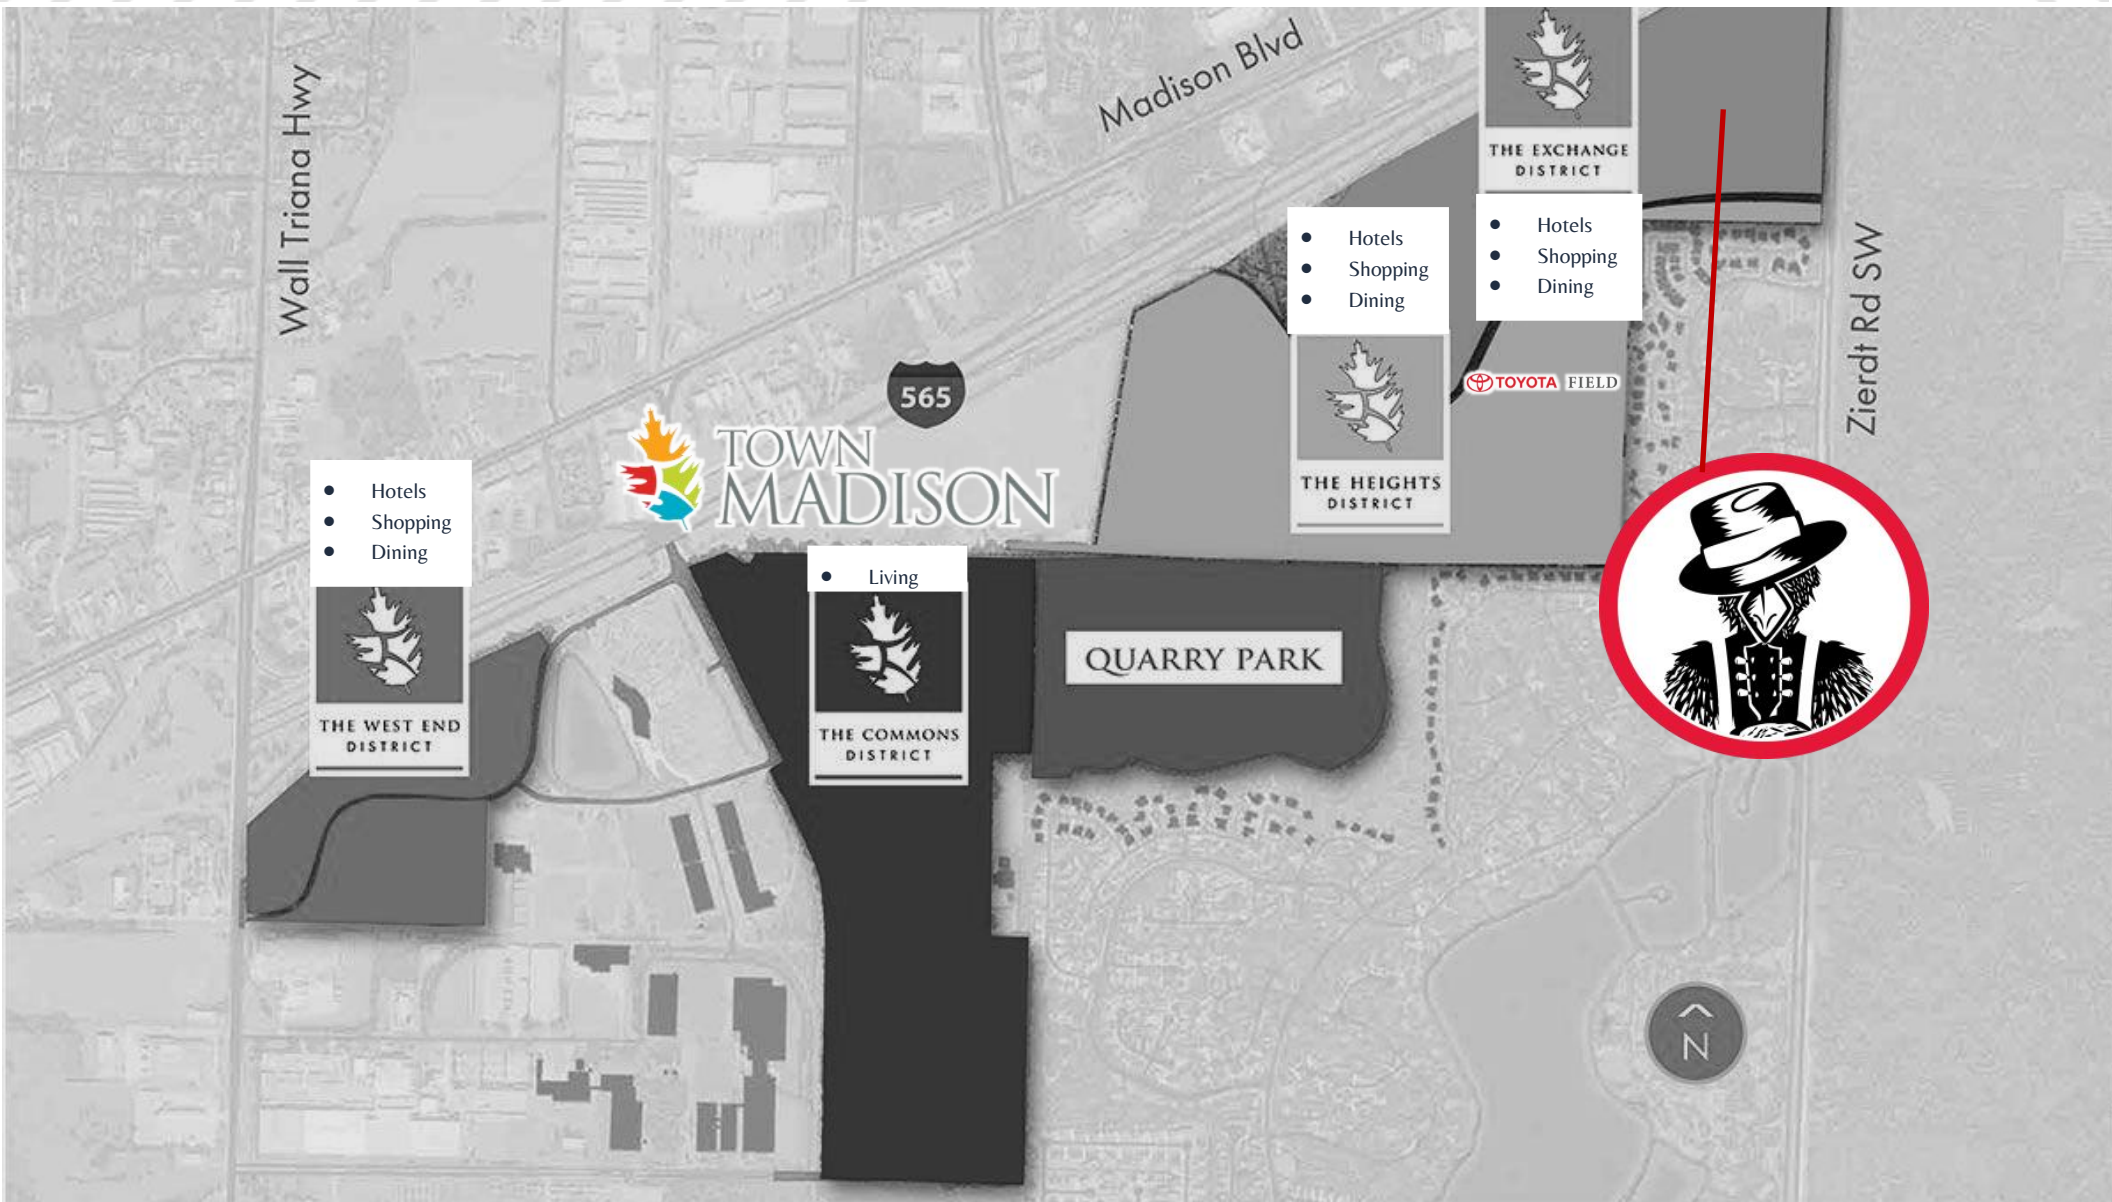 Madison Blvd
Wall Triana Hwy
THE EXCHANGE
DISTRICT
• Hotels
• Shopping
• Dining
• Hotels
• Shopping
• Dining
Zierdt Rd SW
565
TOYOTA FIELD
TOWN
MADISON
THE HEIGHTS
DISTRICT
• Hotels
• Shopping
• Dining
• Living
QUARRY PARK
THE WEST END
DISTRICT
THE COMMONS
DISTRICT
N